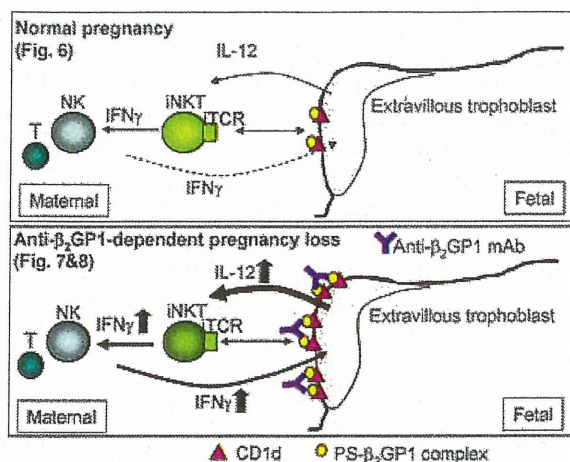 Normal pregnancy
(Fig. 6)
IL-12
Extravillous trophoblast
NK
iNKT
iTCR
IFNγ
T
IFNγ
Maternal
Fetal
Anti-β₂GP1-dependent pregnancy loss
(Fig. 7&8)
Anti-β₂GP1 mAb
IL-12
Extravillous trophoblast
NK
iNKT
iTCR
IFNγ
T
IFNγ
Maternal
Fetal
CD1d
PS-β₂GP1 complex